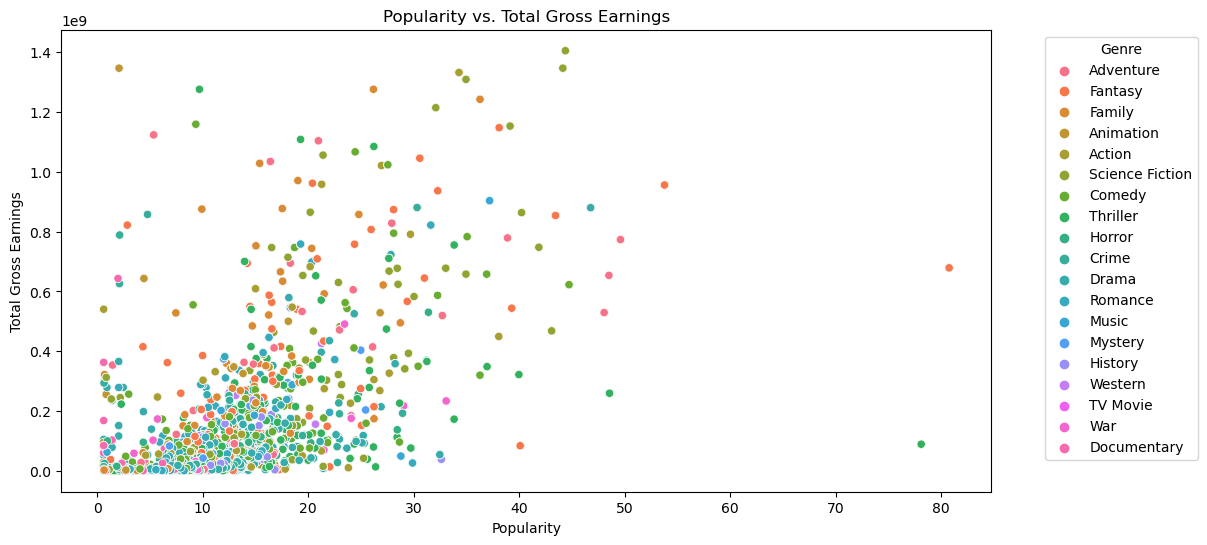 Popularity vs. Total Gross Earnings
1e9
1.4
1.2
1.0
0.8
0.6
0.4
0.2
0.0
Total Gross Earnings
0 10 20 30 40 50 60 70 80
Popularity
Genre
Adventure
Fantasy
Family
Animation
Action
Science Fiction
Comedy
Thriller
Horror
Crime
Drama
Romance
Music
Mystery
History
Western
TV Movie
War
Documentary